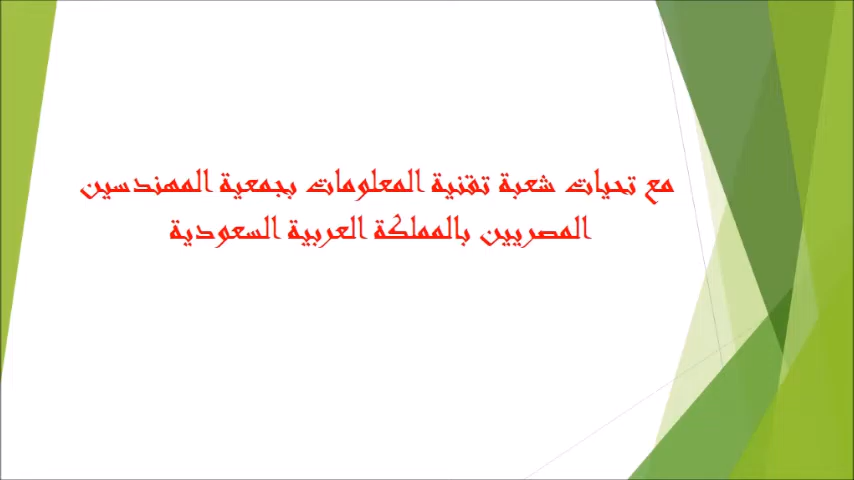 مع تحيات شعبة تقنية المعلومات بجمعية المهندسين
المصريين بالمملكة العربية السعودية